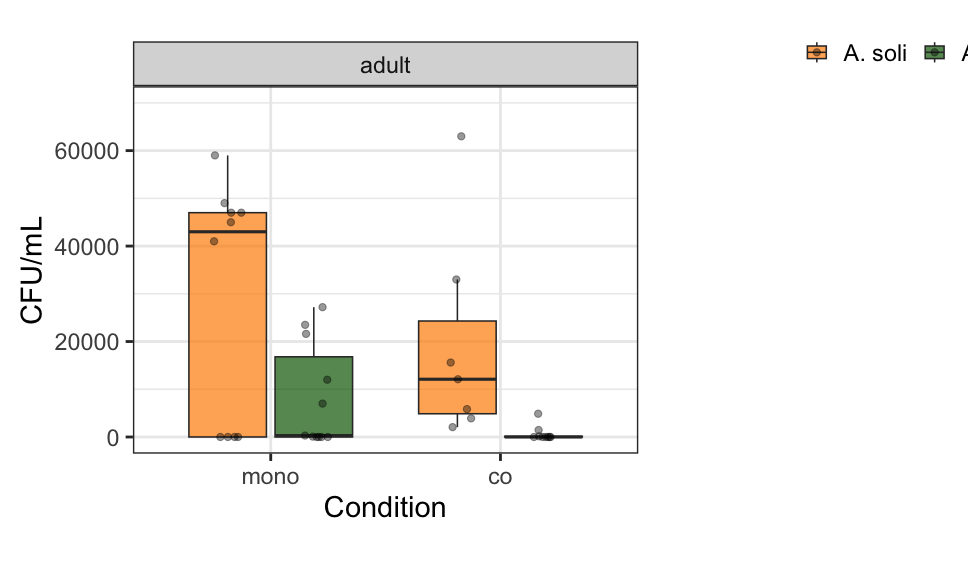 adult
A. soli A
60000
40000
20000
0
CFU/mL
mono co
Condition